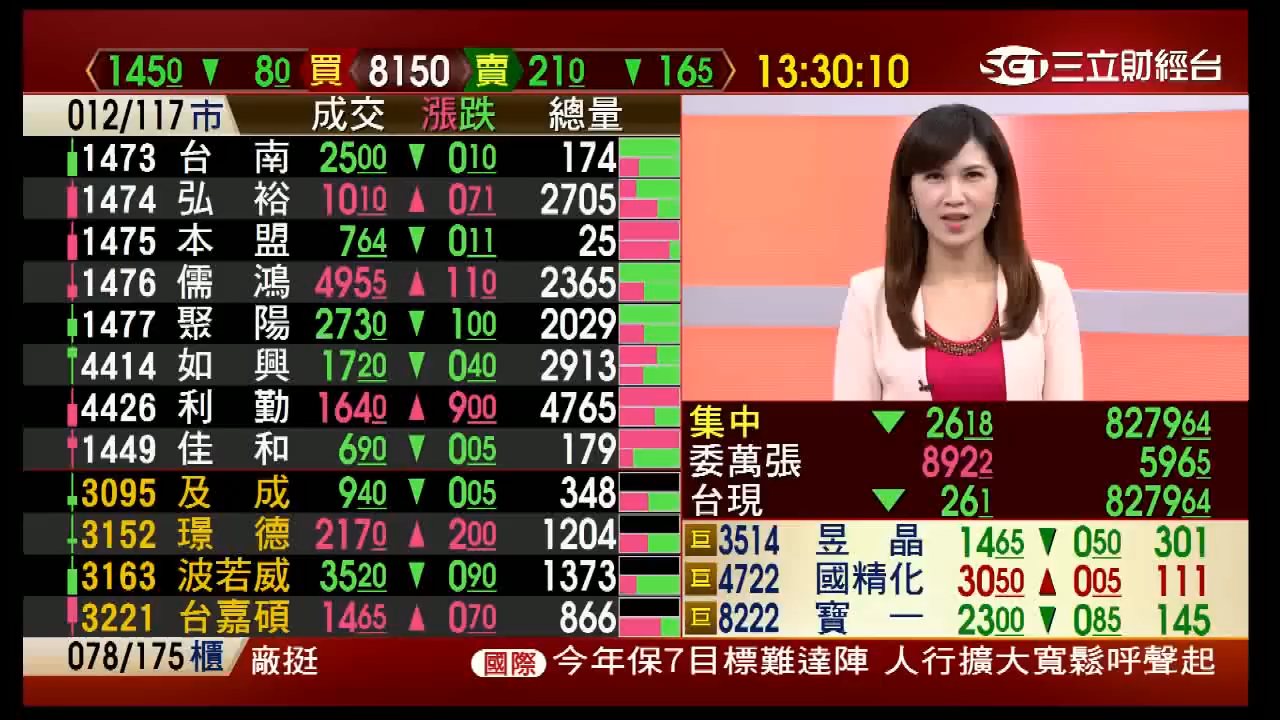 1450 ▼ 80 買 8150 賣 210 ▼ 165 13:30:10 SET 三立財經台
012/117 市 成交 漲跌 總量
1473 台南 2500 ▼ 010 174
1474 弘裕 1010 ▲ 071 2705
1475 本盟 764 ▼ 011 25
1476 儒鴻 4955 ▲ 110 2365
1477 聚陽 2730 ▼ 100 2029
4414 如興 1720 ▼ 040 2913
4426 利勤 1640 ▲ 900 4765
1449 佳和 690 ▼ 005 179
3095 及成 940 ▼ 005 348
3152 璟德 2170 ▲ 200 1204
3163 波若威 3520 ▼ 090 1373
3221 台嘉碩 1465 ▲ 070 866
078/175 櫃
集中 ▼ 2618 827964
委萬張 8922 5965
台現 ▼ 261 827964
巨 3514 昱晶 1465 ▼ 050 301
巨 4722 國精化 3050 ▲ 005 111
巨 8222 寶一 2300 ▼ 085 145
廠挺 國際 今年保7目標難達陣 人行擴大寬鬆呼聲起